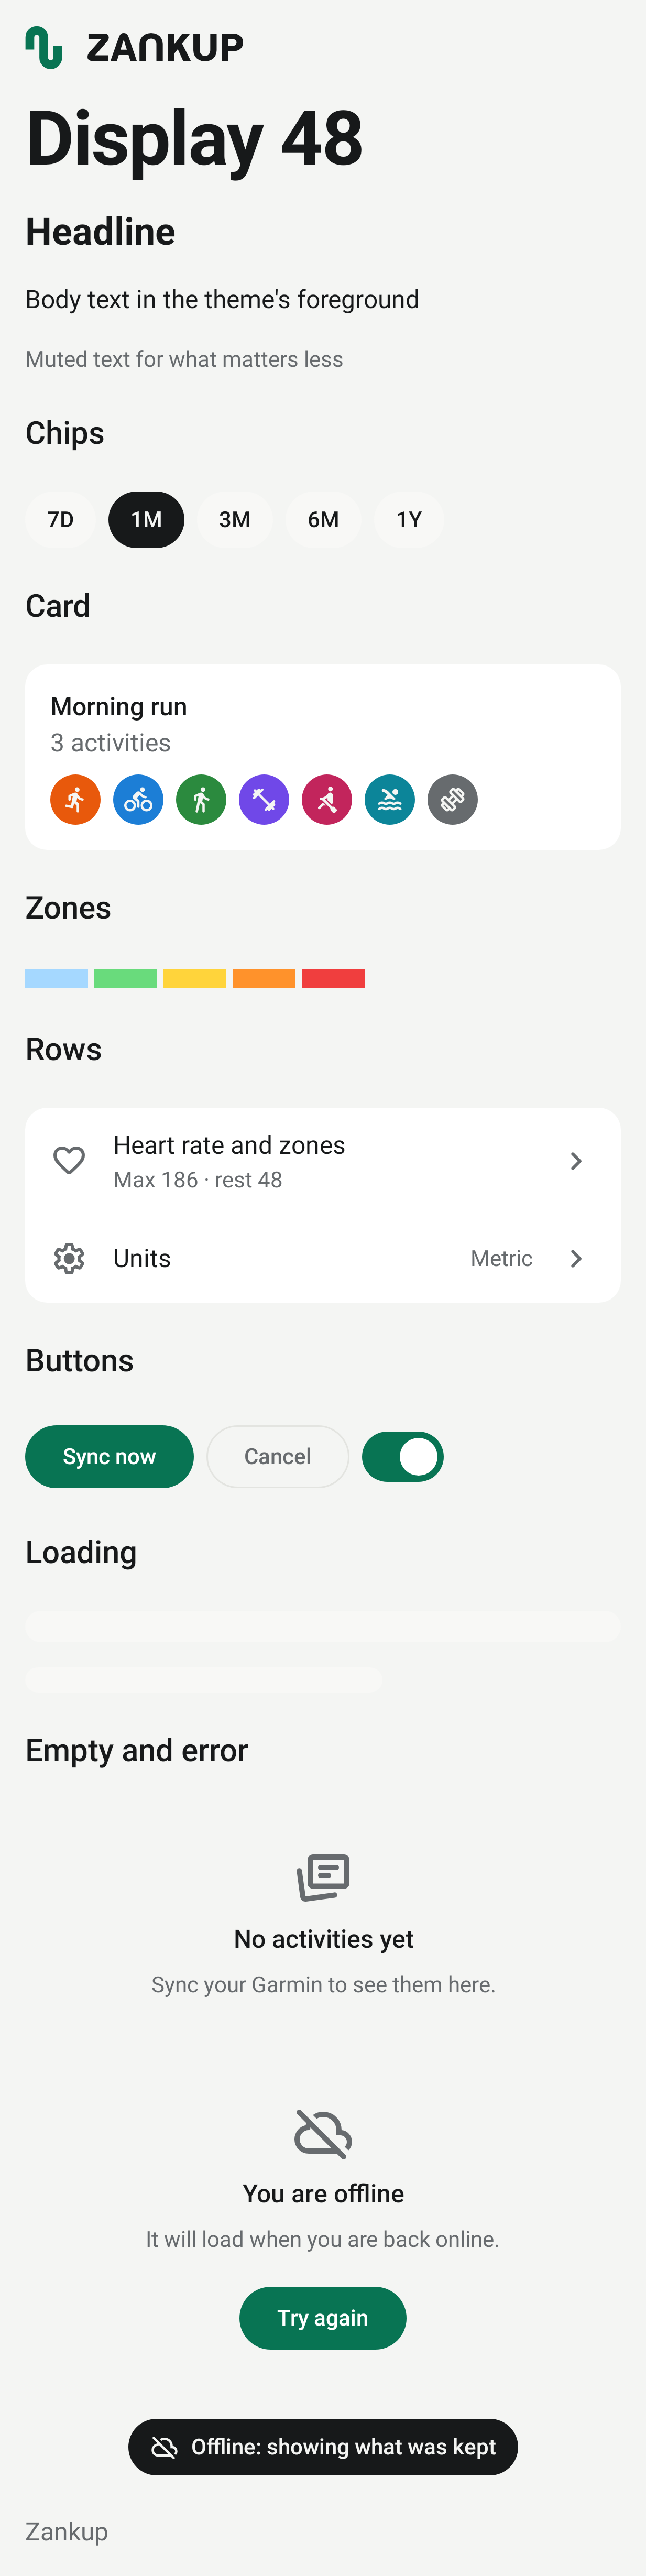 ZANKUP
Display 48
Headline
Body text in the theme's foreground
Muted text for what matters less
Chips
7D 1M 3M 6M 1Y
Card
Morning run
3 activities
Zones
Rows
Heart rate and zones
Max 186 · rest 48
Units Metric
Buttons
Sync now Cancel
Loading
Empty and error
No activities yet
Sync your Garmin to see them here.
You are offline
It will load when you are back online.
Try again
Offline: showing what was kept
Zankup